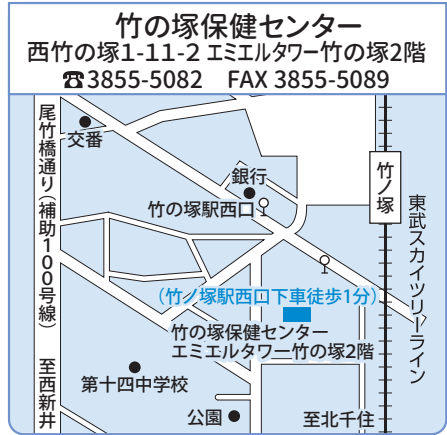 竹の塚保健センター
西竹の塚1-11-2 エミエルタワー竹の塚2階
☎3855-5082 FAX 3855-5089
尾竹橋通り(補助100号線)
至西新井
交番
銀行
竹の塚駅西口
竹ノ塚
東武スカイツリーライン
(竹ノ塚駅西口下車徒歩1分)
竹の塚保健センター
エミエルタワー竹の塚2階
第十四中学校
公園
至北千住